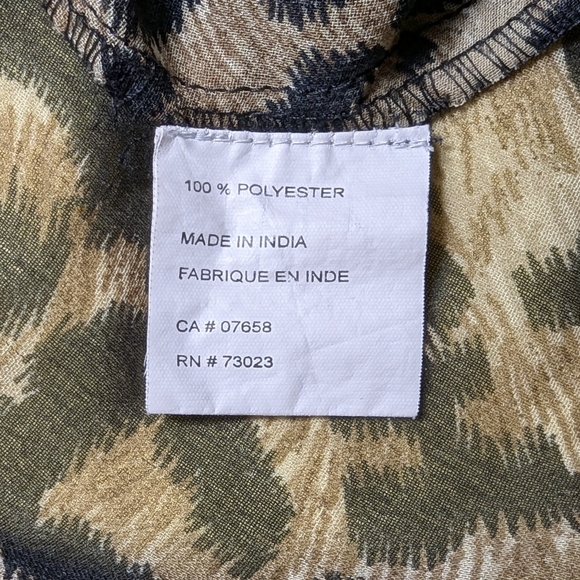 100 % POLYESTER
MADE IN INDIA
FABRIQUE EN INDE
CA # 07658
RN # 73023